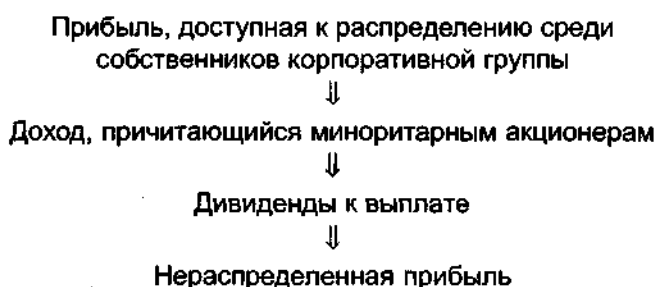 Прибыль, доступная к распределению среди
собственников корпоративной группы
⇓
Доход, причитающийся миноритарным акционерам
⇓
Дивиденды к выплате
⇓
Нераспределенная прибыль